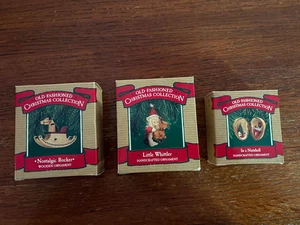 OLD FASHIONED
CHRISTMAS COLLECTION
• Nostalgic Rocker •
WOODEN ORNAMENT
OLD FASHIONED
CHRISTMAS COLLECTION
Little Whittler
HANDCRAFTED ORNAMENT
OLD FASHIONED
CHRISTMAS COLLECTION
In a Nutshell
HANDCRAFTED ORNAMENT